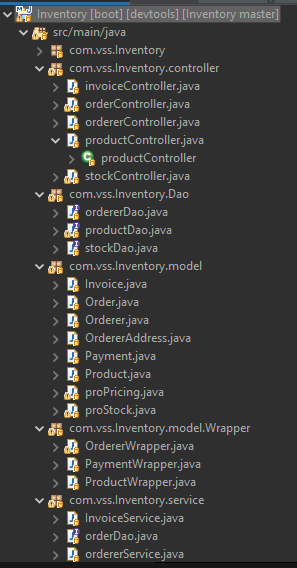 Inventory [boot] [devtools] [Inventory master]
src/main/java
com.vss.Inventory
com.vss.Inventory.controller
invoiceController.java
orderController.java
ordererController.java
productController.java
productController
stockController.java
com.vss.Inventory.Dao
ordererDao.java
productDao.java
stockDao.java
com.vss.Inventory.model
Invoice.java
Order.java
Orderer.java
OrdererAddress.java
Payment.java
Product.java
proPricing.java
proStock.java
com.vss.Inventory.model.Wrapper
OrdererWrapper.java
PaymentWrapper.java
ProductWrapper.java
com.vss.Inventory.service
InvoiceService.java
orderDao.java
ordererService.java